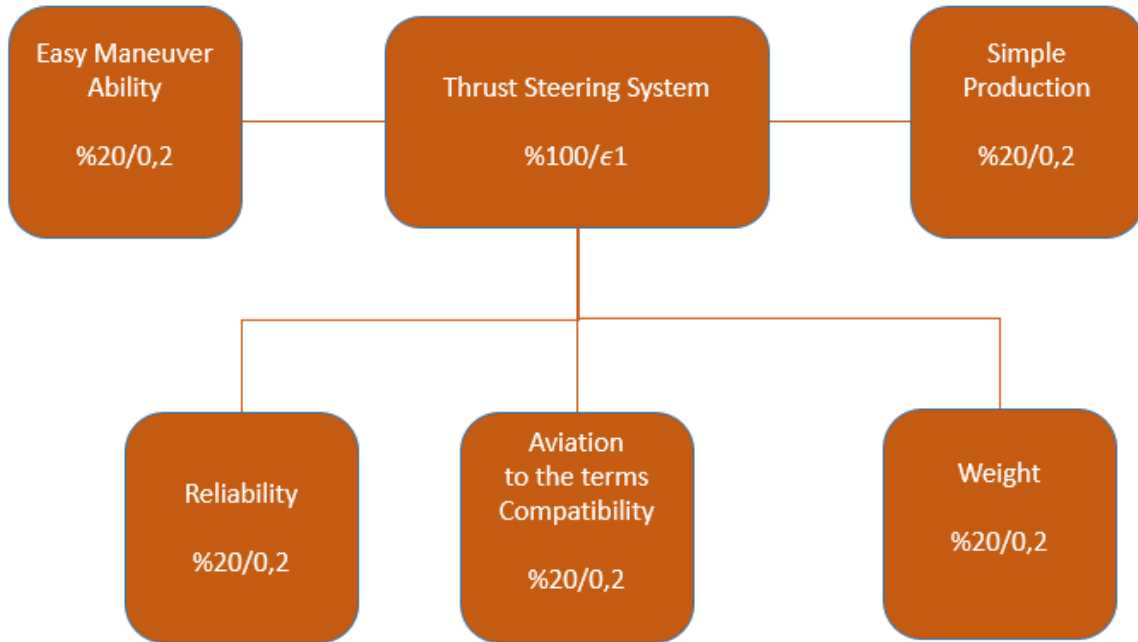 Easy Maneuver
Ability
%20/0,2
Thrust Steering System
%100/ϵ1
Simple
Production
%20/0,2
Reliability
%20/0,2
Aviation
to the terms
Compatibility
%20/0,2
Weight
%20/0,2